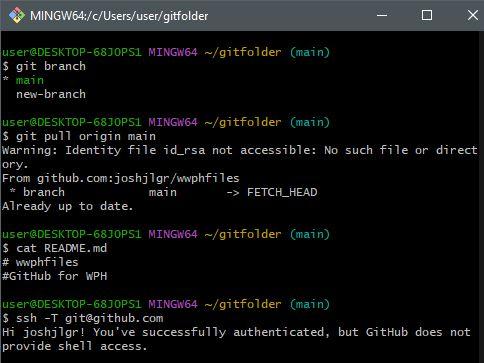 MINGW64:/c/Users/user/gitfolder
user@DESKTOP-68JOPS1 MINGW64 ~/gitfolder (main)
$ git branch
* main
  new-branch
user@DESKTOP-68JOPS1 MINGW64 ~/gitfolder (main)
$ git pull origin main
Warning: Identity file id_rsa not accessible: No such file or direct
ory.
From github.com:joshjlgr/wwphfiles
 * branch            main       -> FETCH_HEAD
Already up to date.
user@DESKTOP-68JOPS1 MINGW64 ~/gitfolder (main)
$ cat README.md
# wwphfiles
#GitHub for WPH
user@DESKTOP-68JOPS1 MINGW64 ~/gitfolder (main)
$ ssh -T git@github.com
Hi joshjlgr! You've successfully authenticated, but GitHub does not
provide shell access.